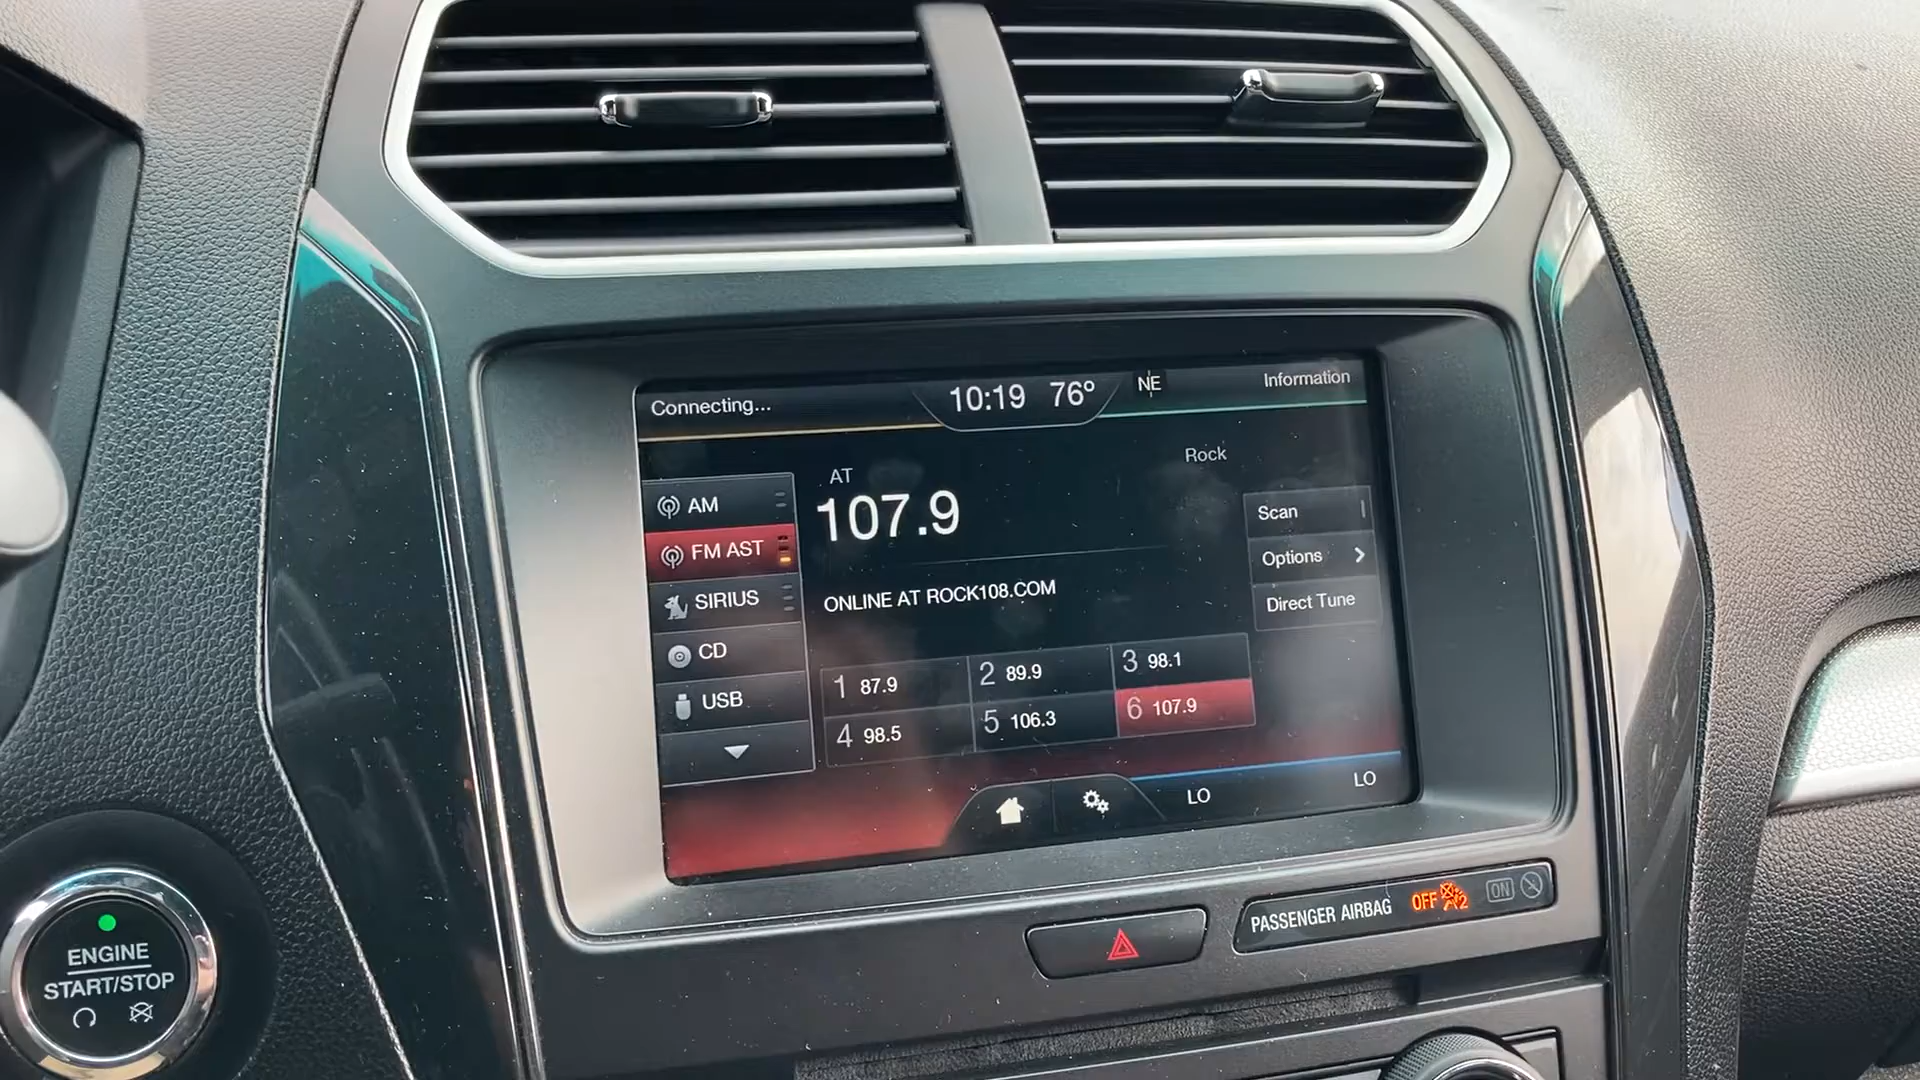 Connecting...
10:19 76° NE
Information
AT
107.9
Rock
AM
FM AST
SIRIUS
CD
USB
ONLINE AT ROCK108.COM
Scan
Options
Direct Tune
1 87.9
2 89.9
3 98.1
4 98.5
5 106.3
6 107.9
LO
LO
PASSENGER AIRBAG OFF 2 ON
ENGINE
START/STOP